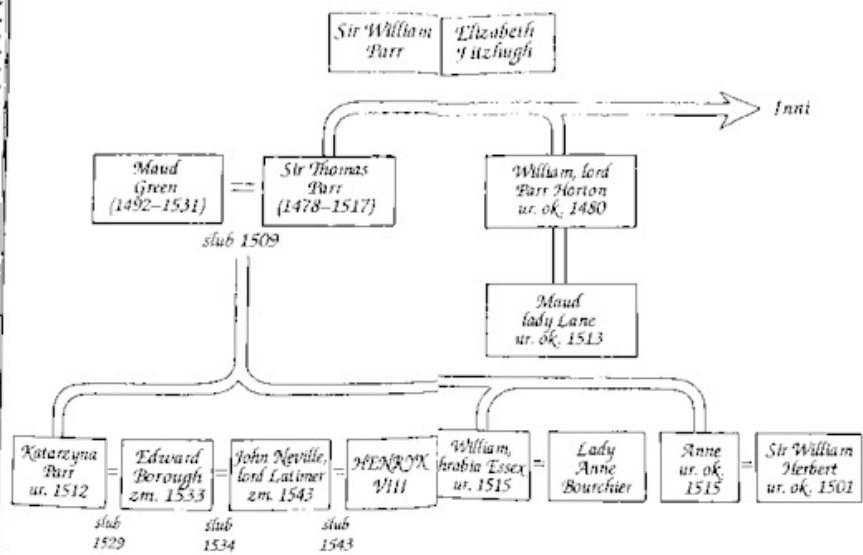 Sir William
Parr
Elizabeth
Fitzhugh
Inni
Maud
Green
(1492–1531)
=
Sir Thomas
Parr
(1478–1517)
William, lord
Parr Horton
ur. ok. 1480
ślub 1509
Maud
lady Lane
ur. ok. 1513
Katarzyna
Parr
ur. 1512
=
Edward
Borough
zm. 1533
=
John Neville,
lord Latimer
zm. 1543
=
HENRYK
VIII
William,
hrabia Essex
ur. 1515
=
Lady
Anne
Bourchier
Anne
ur. ok.
1515
=
Sir William
Herbert
ur. ok. 1501
ślub
1529
ślub
1534
ślub
1543